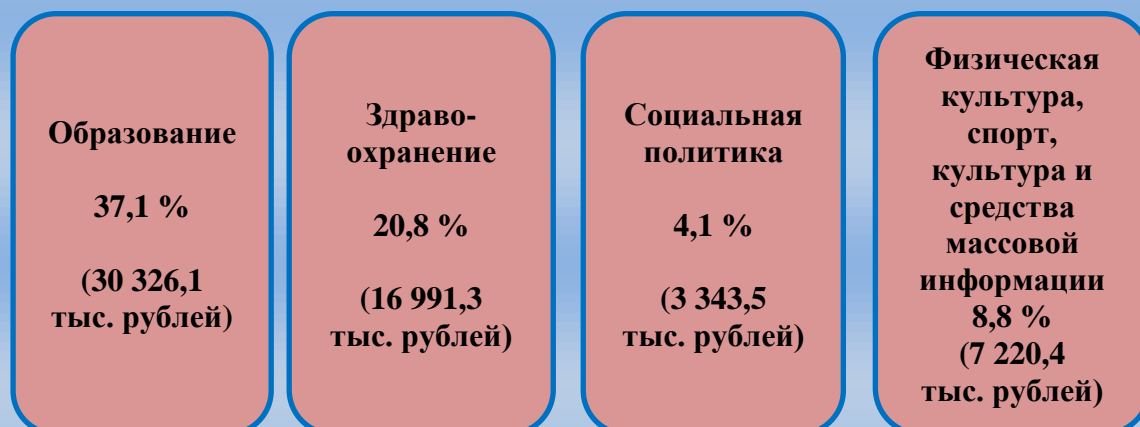 Образование
37,1 %
(30 326,1
тыс. рублей)
Здраво-
охранение
20,8 %
(16 991,3
тыс. рублей)
Социальная
политика
4,1 %
(3 343,5
тыс. рублей)
Физическая
культура,
спорт,
культура и
средства
массовой
информации
8,8 %
(7 220,4
тыс. рублей)